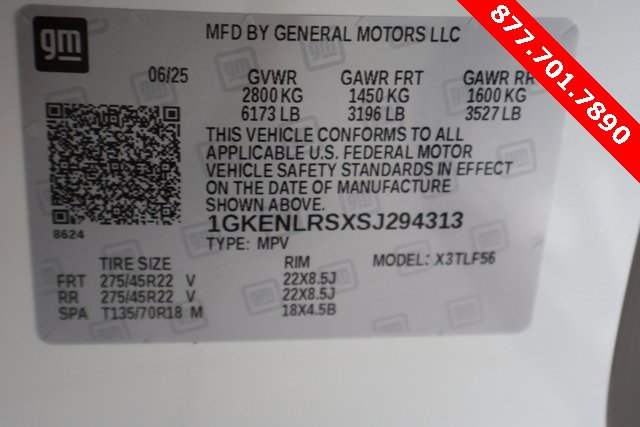 gm
MFD BY GENERAL MOTORS LLC
877.701.7890
06/25 GVWR GAWR FRT GAWR RR
2800 KG 1450 KG 1600 KG
6173 LB 3196 LB 3527 LB
THIS VEHICLE CONFORMS TO ALL
APPLICABLE U.S. FEDERAL MOTOR
VEHICLE SAFETY STANDARDS IN EFFECT
ON THE DATE OF MANUFACTURE
SHOWN ABOVE.
1GKENLRSXSJ294313
8624
TYPE: MPV
TIRE SIZE RIM MODEL: X3TLF56
FRT 275/45R22 V 22X8.5J
RR 275/45R22 V 22X8.5J
SPA T135/70R18 M 18X4.5B